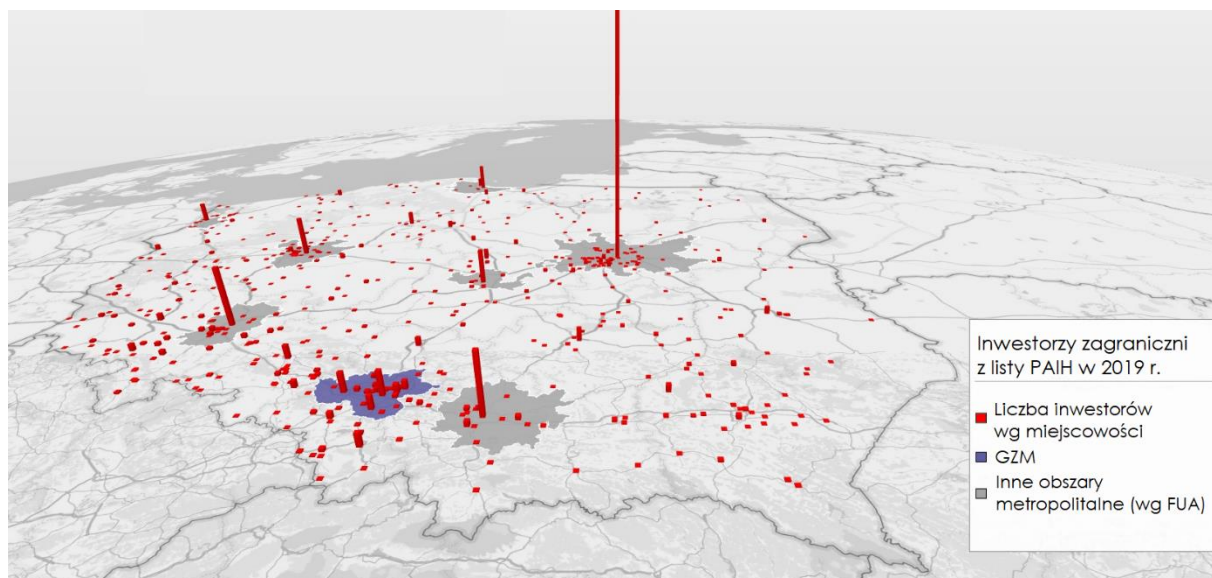 Inwestorzy zagraniczni
z listy PAIH w 2019 r.
Liczba inwestorów
wg miejscowości
GZM
Inne obszary
metropolitalne (wg FUA)